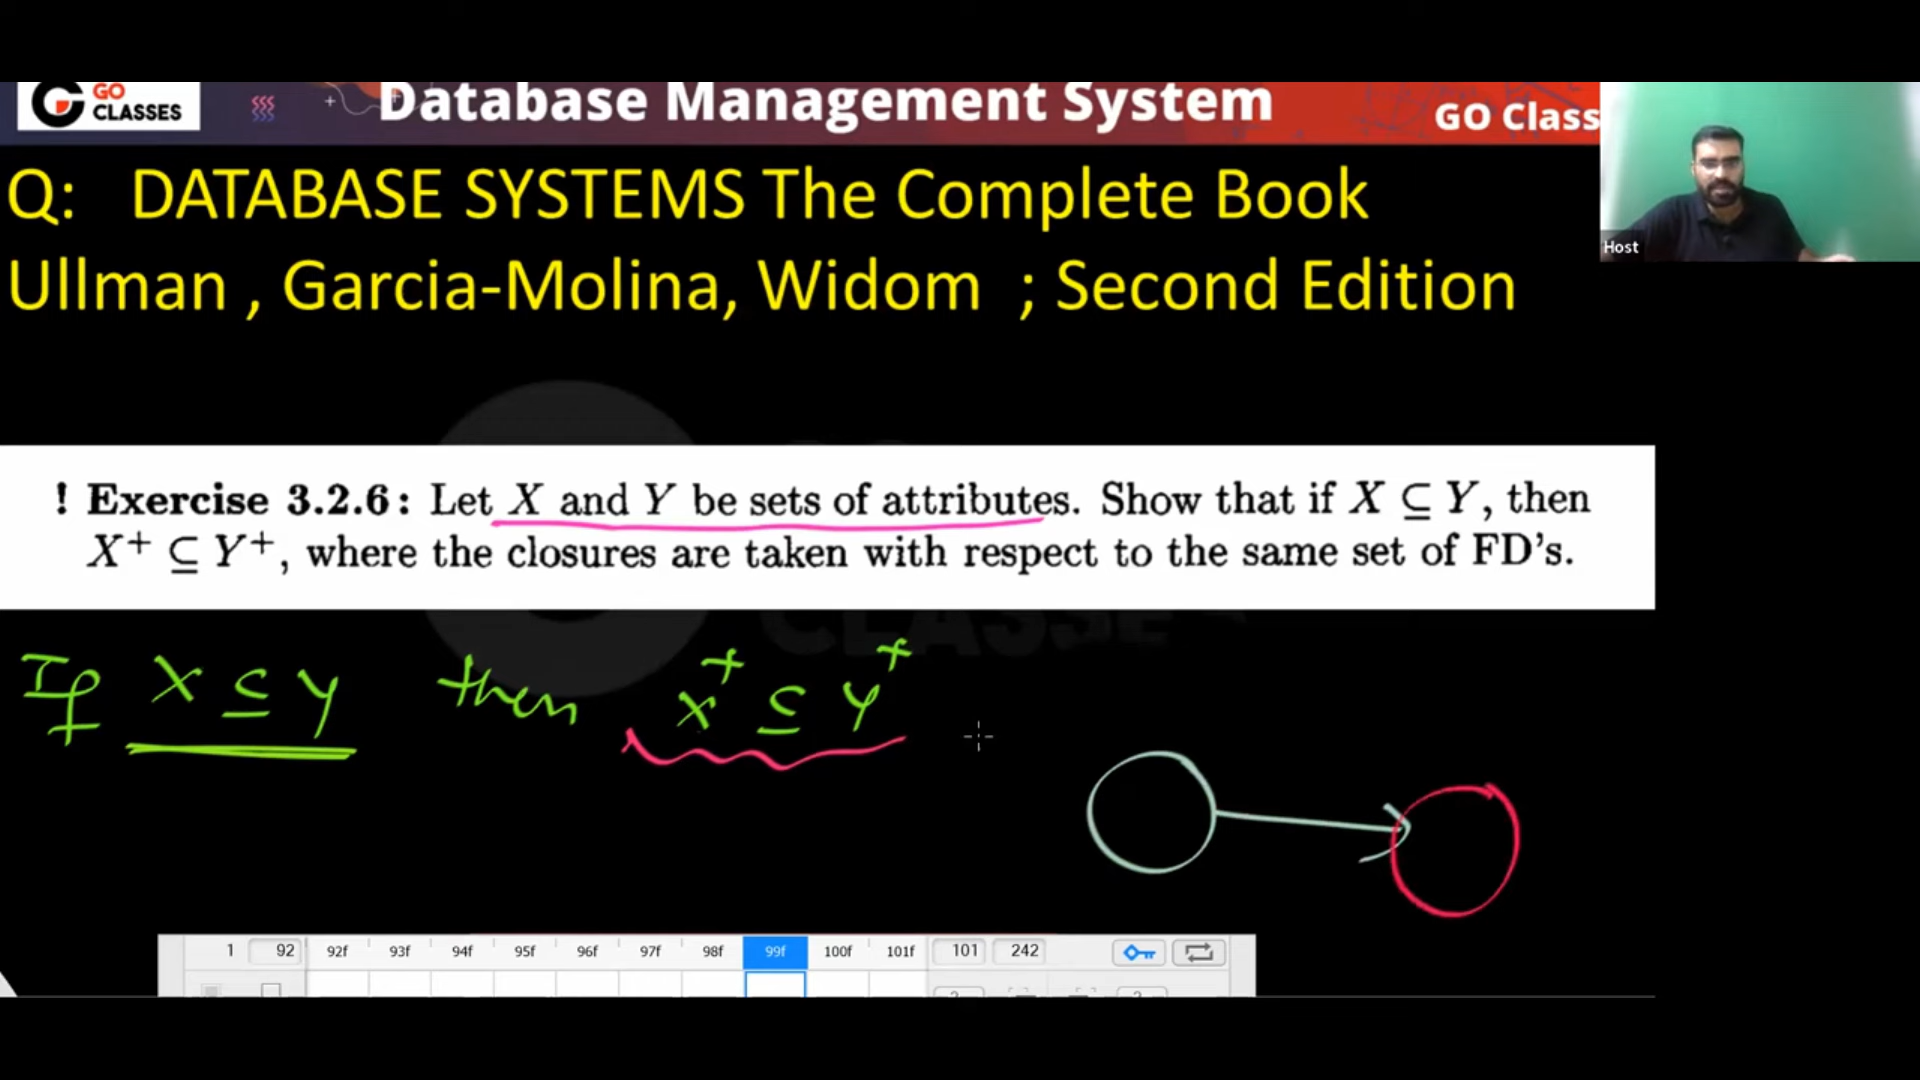 GO
CLASSES
Database Management System
GO Class
Host
Q: DATABASE SYSTEMS The Complete Book
Ullman , Garcia-Molina, Widom ; Second Edition
! Exercise 3.2.6: Let X and Y be sets of attributes. Show that if X ⊆ Y, then
X⁺ ⊆ Y⁺, where the closures are taken with respect to the same set of FD's.
If X ⊆ Y then X⁺ ⊆ Y⁺
1 92 92f 93f 94f 95f 96f 97f 98f 99f 100f 101f 101 242